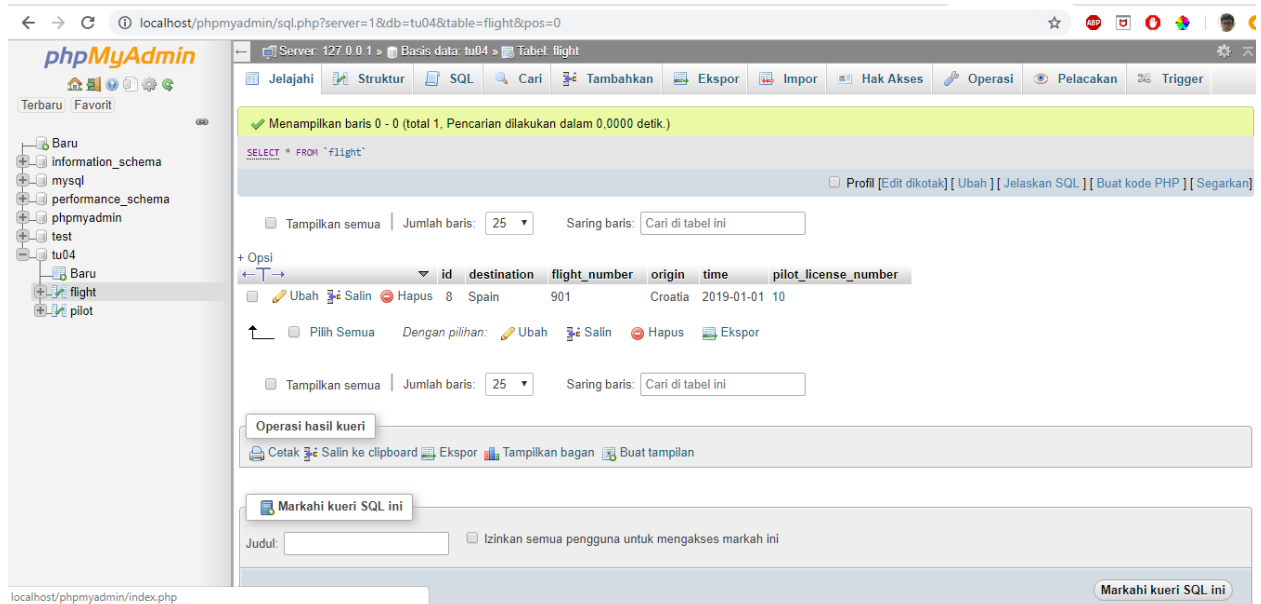 localhost/phpmyadmin/sql.php?server=1&db=tu04&table=flight&pos=0
ABP
phpMyAdmin
Terbaru Favorit
Baru
information_schema
mysql
performance_schema
phpmyadmin
test
tu04
Baru
flight
pilot
Server: 127.0.0.1 » Basis data: tu04 » Tabel: flight
Jelajahi Struktur SQL Cari Tambahkan Ekspor Impor Hak Akses Operasi Pelacakan Trigger
Menampilkan baris 0 - 0 (total 1, Pencarian dilakukan dalam 0,0000 detik.)
SELECT * FROM `flight`
Profil [Edit dikotak] [ Ubah ] [ Jelaskan SQL ] [ Buat kode PHP ] [ Segarkan]
Tampilkan semua | Jumlah baris: 25 Saring baris: Cari di tabel ini
+ Opsi
←T→ id destination flight_number origin time pilot_license_number
Ubah Salin Hapus 8 Spain 901 Croatia 2019-01-01 10
Pilih Semua Dengan pilihan: Ubah Salin Hapus Ekspor
Tampilkan semua | Jumlah baris: 25 Saring baris: Cari di tabel ini
Operasi hasil kueri
Cetak Salin ke clipboard Ekspor Tampilkan bagan Buat tampilan
Markahi kueri SQL ini
Judul: Izinkan semua pengguna untuk mengakses markah ini
Markahi kueri SQL ini
localhost/phpmyadmin/index.php